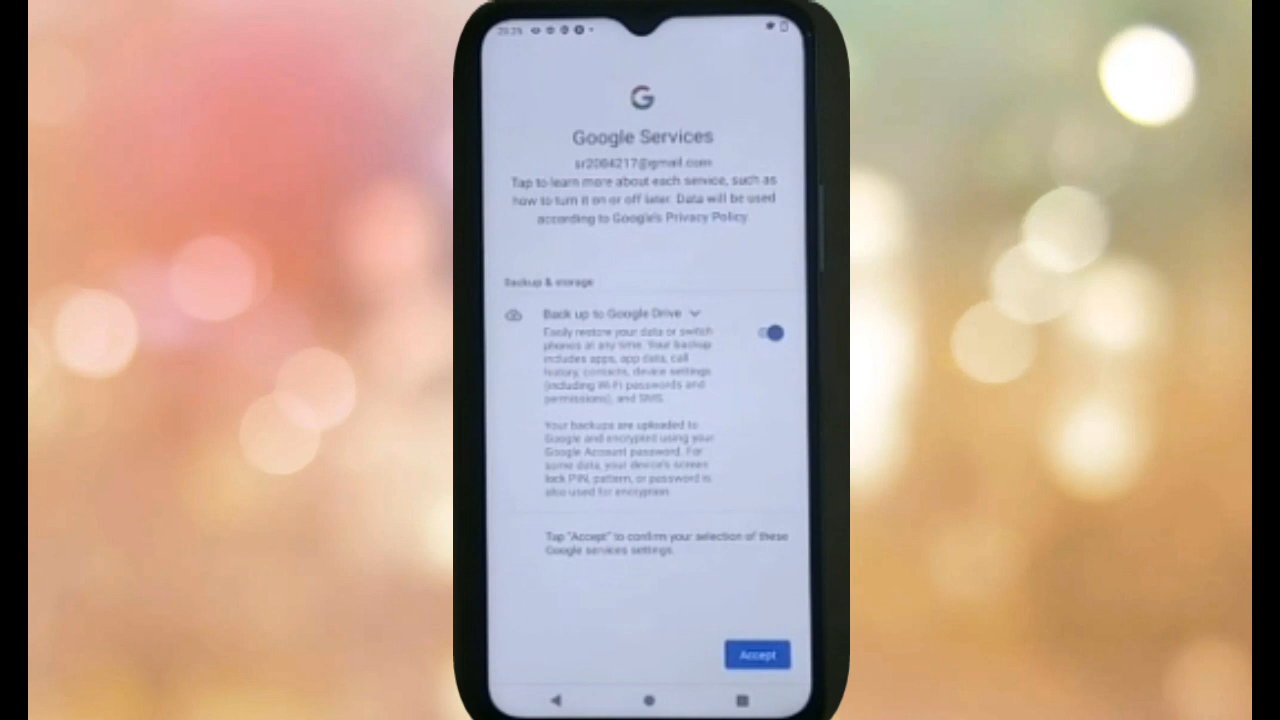 20:26
Google Services
sr2084217@gmail.com
Tap to learn more about each service, such as
how to turn it on or off later. Data will be used
according to Google's Privacy Policy.
Backup & storage
Back up to Google Drive
Easily restore your data or switch
phones at any time. Your backup
includes apps, app data, call
history, contacts, device settings
(including Wi-Fi passwords and
permissions), and SMS.
Your backups are uploaded to
Google and encrypted using your
Google Account password. For
some data, your device's screen
lock PIN, pattern, or password is
also used for encryption.
Tap "Accept" to confirm your selection of these
Google services settings.
Accept